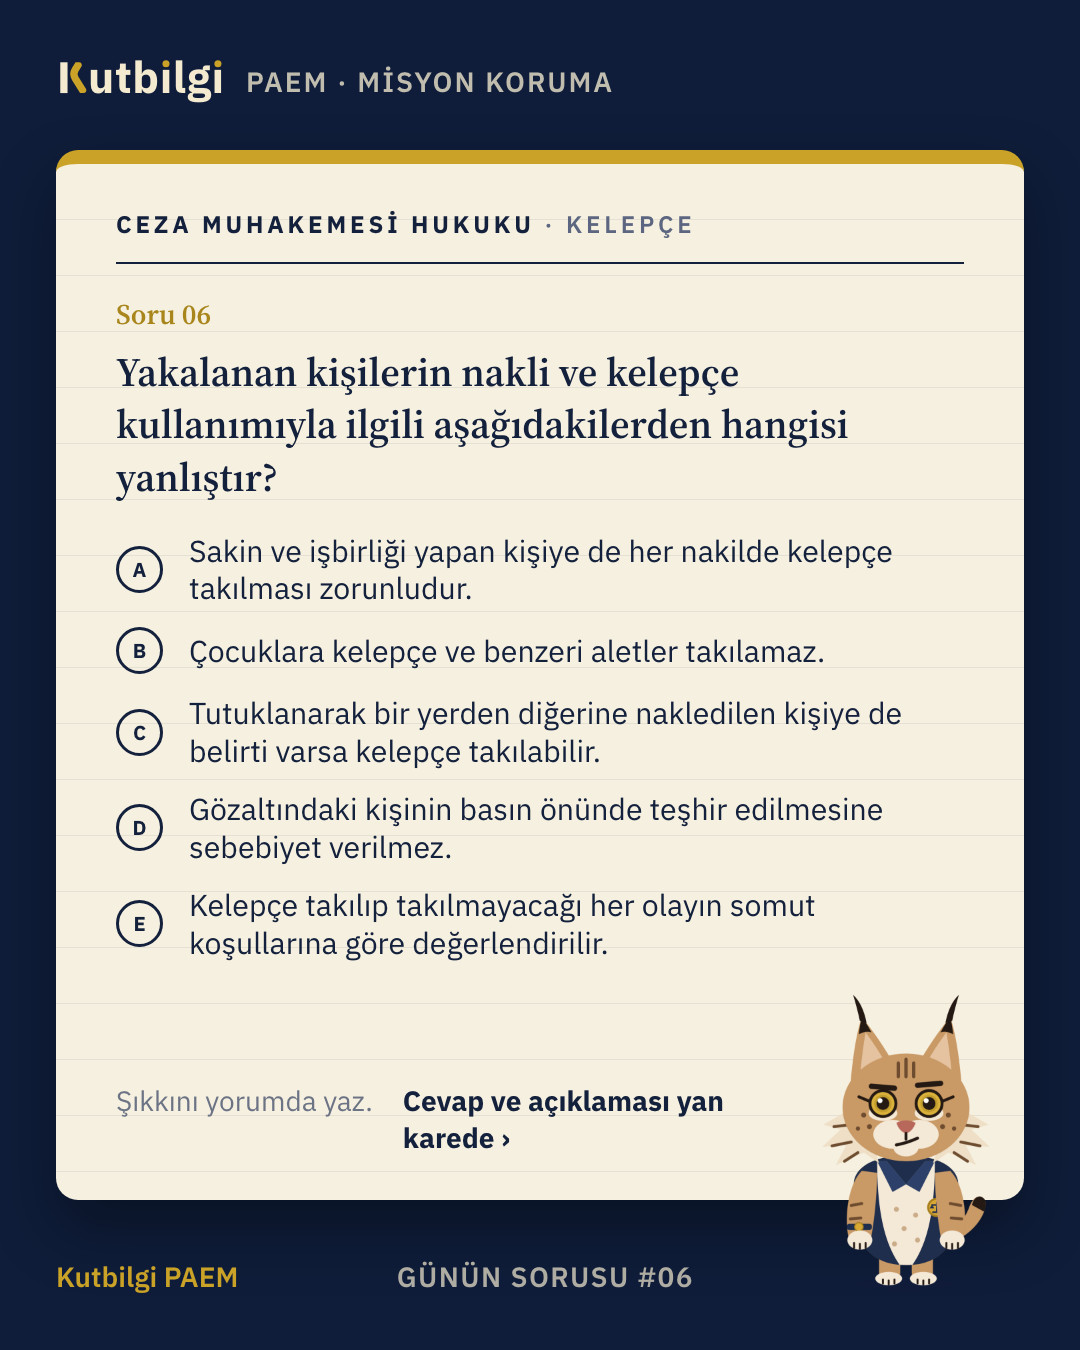 Kutbilgi PAEM · MİSYON KORUMA
CEZA MUHAKEMESİ HUKUKU · KELEPÇE
Soru 06
Yakalanan kişilerin nakli ve kelepçe
kullanımıyla ilgili aşağıdakilerden hangisi
yanlıştır?
A Sakin ve işbirliği yapan kişiye de her nakilde kelepçe
takılması zorunludur.
B Çocuklara kelepçe ve benzeri aletler takılamaz.
C Tutuklanarak bir yerden diğerine nakledilen kişiye de
belirti varsa kelepçe takılabilir.
D Gözaltındaki kişinin basın önünde teşhir edilmesine
sebebiyet verilmez.
E Kelepçe takılıp takılmayacağı her olayın somut
koşullarına göre değerlendirilir.
Şıkkını yorumda yaz. Cevap ve açıklaması yan
karede ›
Kutbilgi PAEM GÜNÜN SORUSU #06